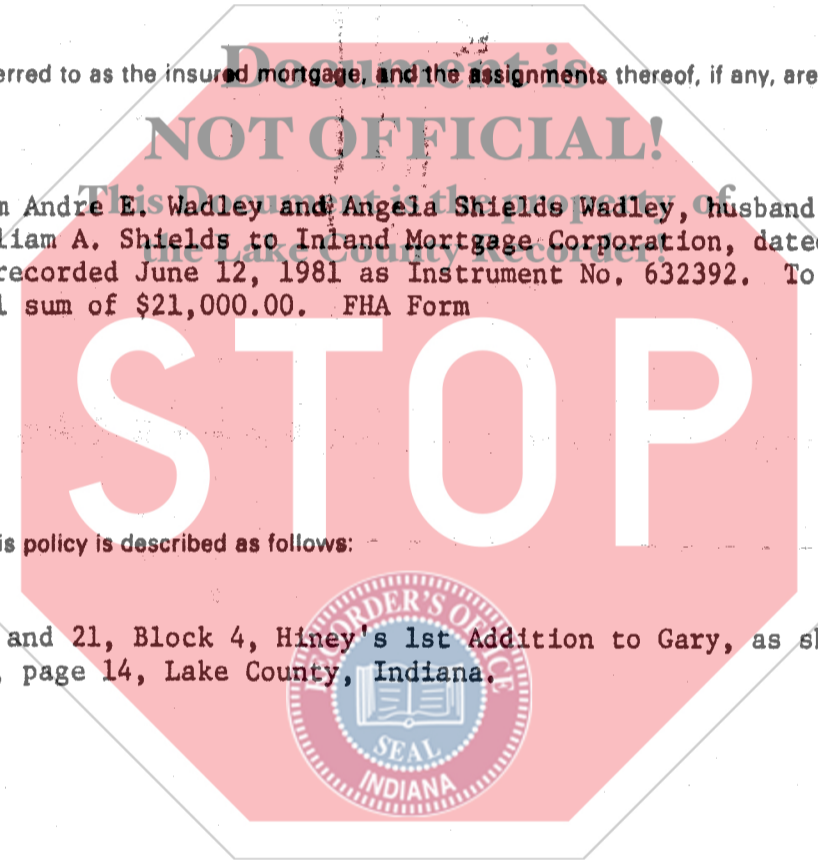 Document is
erred to as the insured mortgage, and the assignments thereof, if any, are
NOT OFFICIAL!
This Document is the property of
Andre E. Wadley and Angela Shields Wadley, husband
liam A. Shields to Inland Mortgage Corporation, date
the Lake County Recorder!
recorded June 12, 1981 as Instrument No. 632392. To
sum of $21,000.00. FHA Form
STOP
is policy is described as follows:
RECORDER'S OFFICE
and 21, Block 4, Hiney's 1st Addition to Gary, as
page 14, Lake County, Indiana.
SEAL
INDIANA